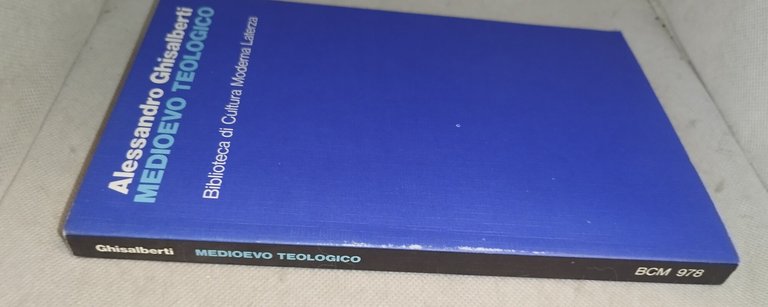 Alessandro Ghisalberti
MEDIOEVO TEOLOGICO
Biblioteca di Cultura Moderna Laterza
Ghisalberti MEDIOEVO TEOLOGICO BCM 978